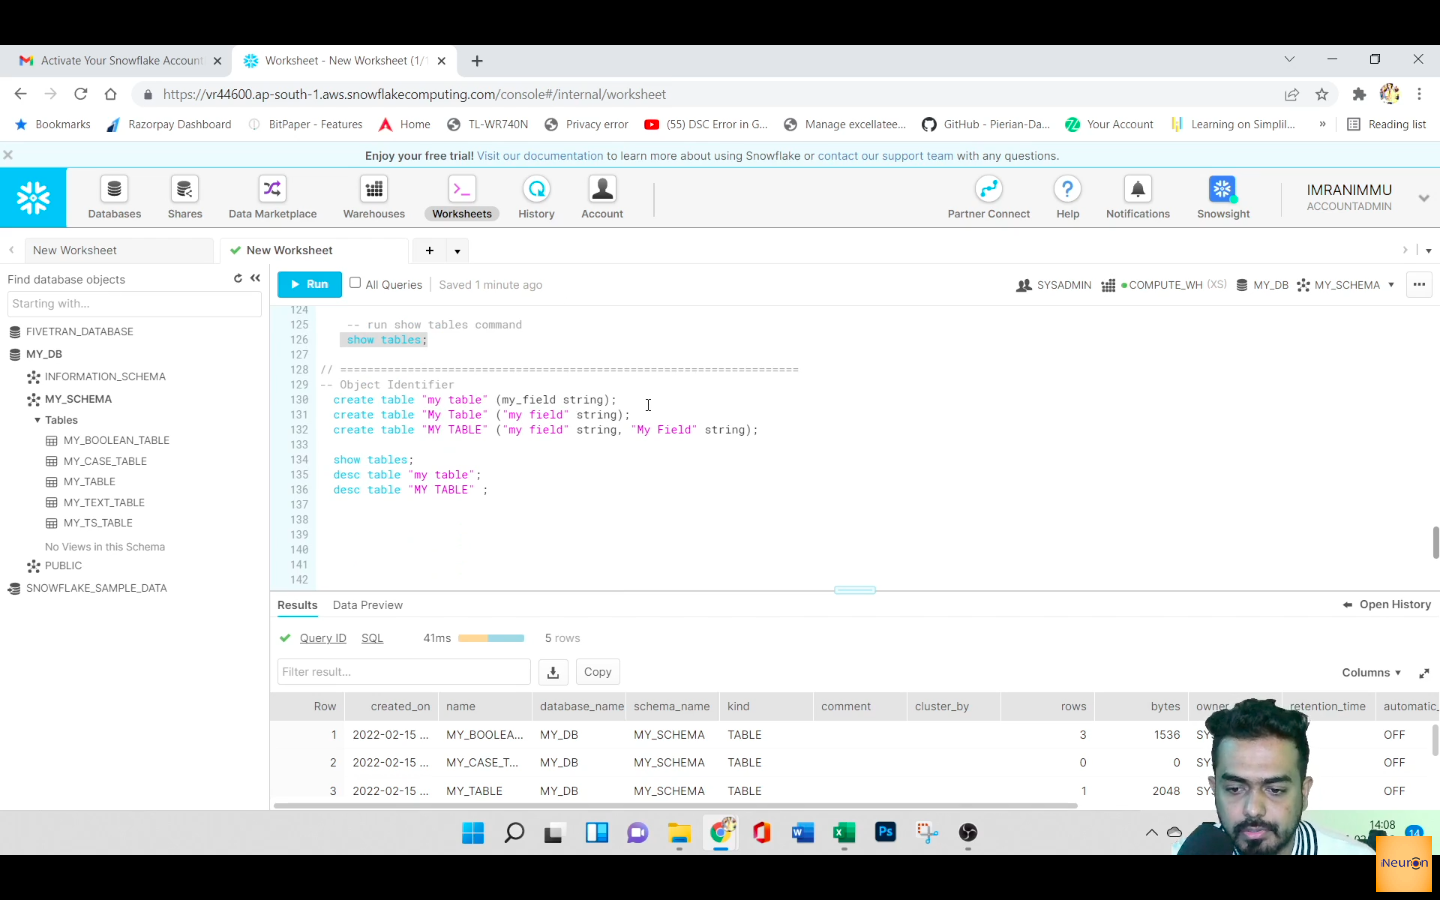 Activate Your Snowflake Account
Worksheet - New Worksheet (1/1
https://vr44600.ap-south-1.aws.snowflakecomputing.com/console#/internal/worksheet
Bookmarks Razorpay Dashboard BitPaper - Features Home TL-WR740N Privacy error (55) DSC Error in G... Manage excellatee... GitHub - Pierian-Da... Your Account Learning on Simplil... » Reading list
Enjoy your free trial! Visit our documentation to learn more about using Snowflake or contact our support team with any questions.
Databases Shares Data Marketplace Warehouses Worksheets History Account Partner Connect Help Notifications Snowsight
IMRANIMMU
ACCOUNTADMIN
New Worksheet New Worksheet
Find database objects
Starting with...
FIVETRAN_DATABASE
MY_DB
INFORMATION_SCHEMA
MY_SCHEMA
Tables
MY_BOOLEAN_TABLE
MY_CASE_TABLE
MY_TABLE
MY_TEXT_TABLE
MY_TS_TABLE
No Views in this Schema
PUBLIC
SNOWFLAKE_SAMPLE_DATA
Run All Queries Saved 1 minute ago SYSADMIN COMPUTE_WH (XS) MY_DB MY_SCHEMA
124
125 -- run show tables command
126 show tables;
127
128 // ====================================================================
129 -- Object Identifier
130 create table "my table" (my_field string);
131 create table "My Table" ("my field" string);
132 create table "MY TABLE" ("my field" string, "My Field" string);
133
134 show tables;
135 desc table "my table";
136 desc table "MY TABLE" ;
137
138
139
140
141
142
Results Data Preview Open History
Query ID SQL 41ms 5 rows
Filter result... Copy Columns
Row created_on name database_name schema_name kind comment cluster_by rows bytes retention_time
1 2022-02-15 ... MY_BOOLEA... MY_DB MY_SCHEMA TABLE 3 1536 OFF
2 2022-02-15 ... MY_CASE_T... MY_DB MY_SCHEMA TABLE 0 0 OFF
3 2022-02-15 ... MY_TABLE MY_DB MY_SCHEMA TABLE 1 2048 OFF
14:08
14
Neuron